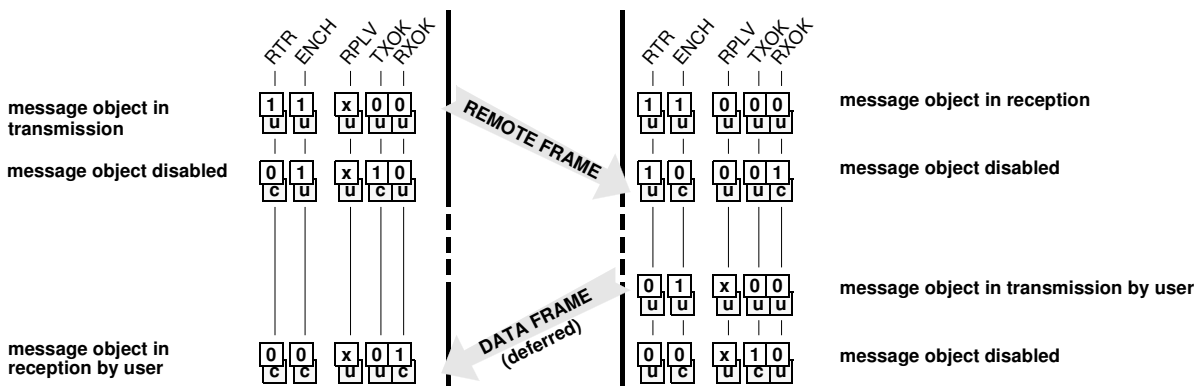 RTR ENCH RPLV TXOK RXOK
RTR ENCH RPLV TXOK RXOK
message object in
transmission
1 1 x 0 0
u u u u u
REMOTE FRAME
1 1 0 0 0
u u u u u
message object in reception
message object disabled
0 1 x 1 0
c u u c u
1 0 0 0 1
u c u u c
message object disabled
0 1 x 0 0
u u u u u
message object in transmission by user
DATA FRAME
(deferred)
message object in
reception by user
0 0 x 0 1
c c u u c
0 0 x 1 0
u c u c u
message object disabled